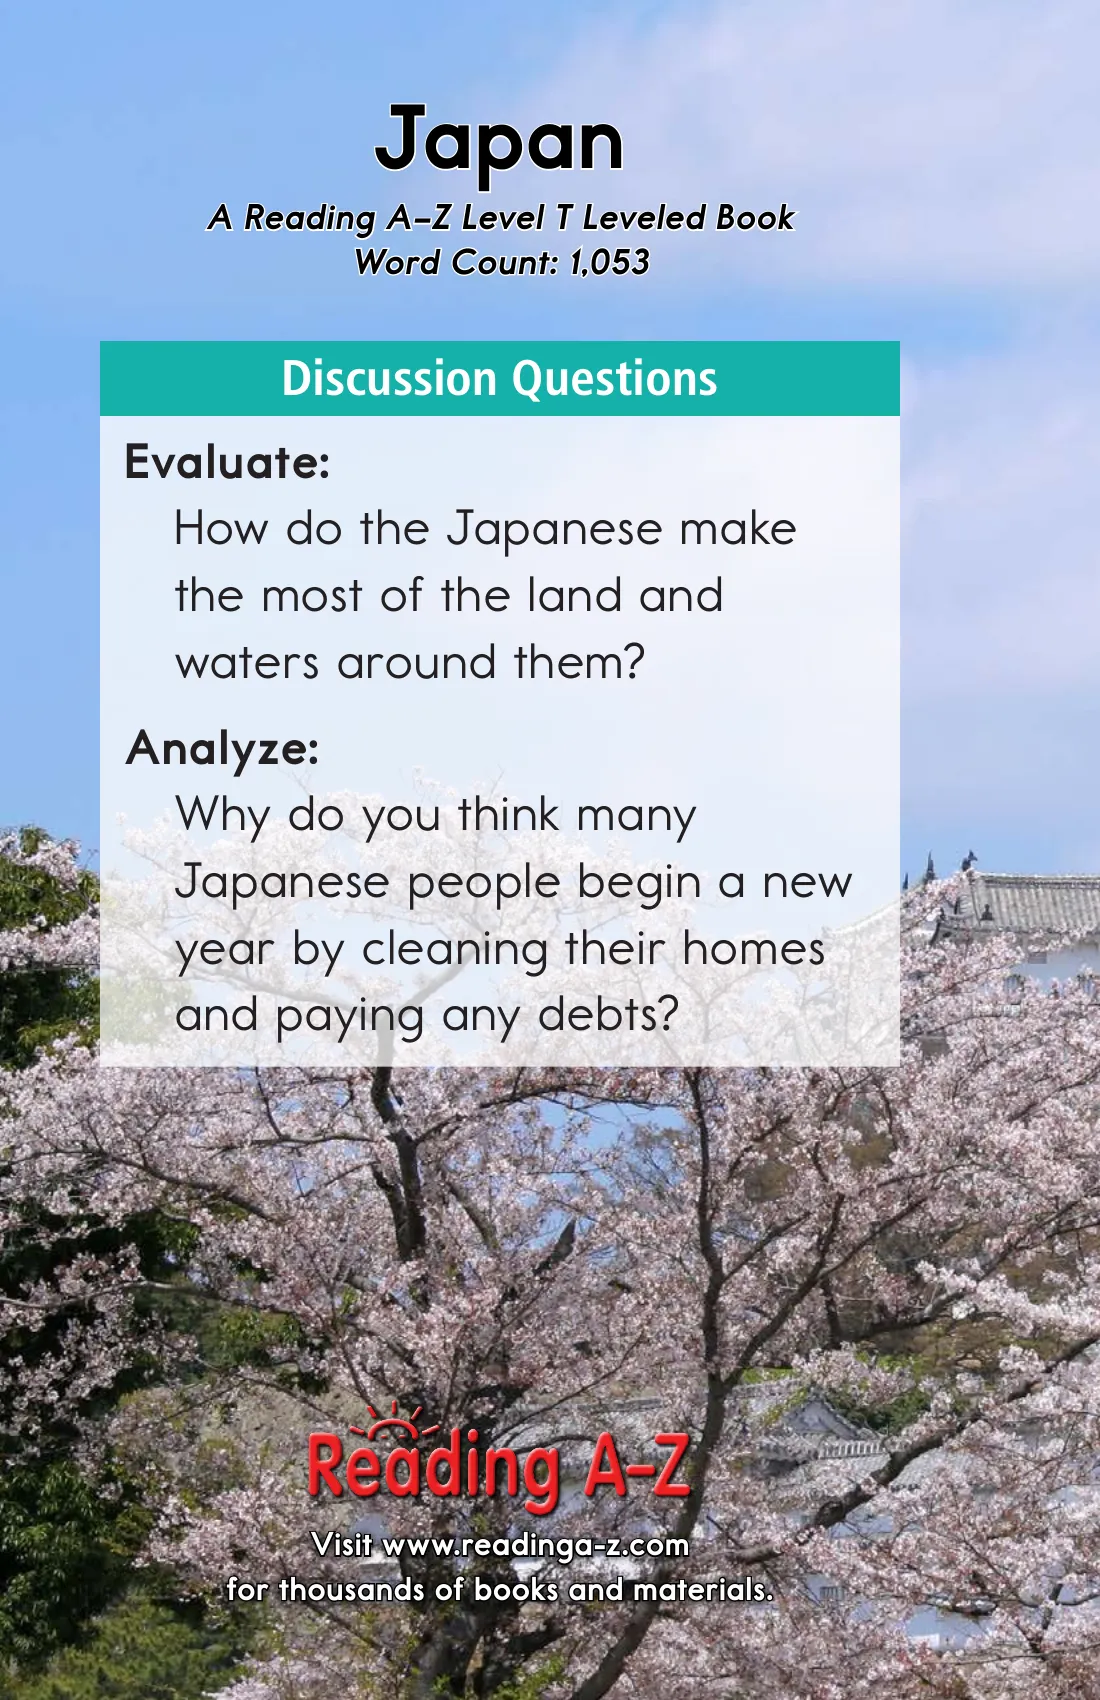 Japan
A Reading A–Z Level T Leveled Book
Word Count: 1,053
Discussion Questions
Evaluate:
How do the Japanese make
the most of the land and
waters around them?
Analyze:
Why do you think many
Japanese people begin a new
year by cleaning their homes
and paying any debts?
Reading A–Z
Visit www.readinga-z.com
for thousands of books and materials.